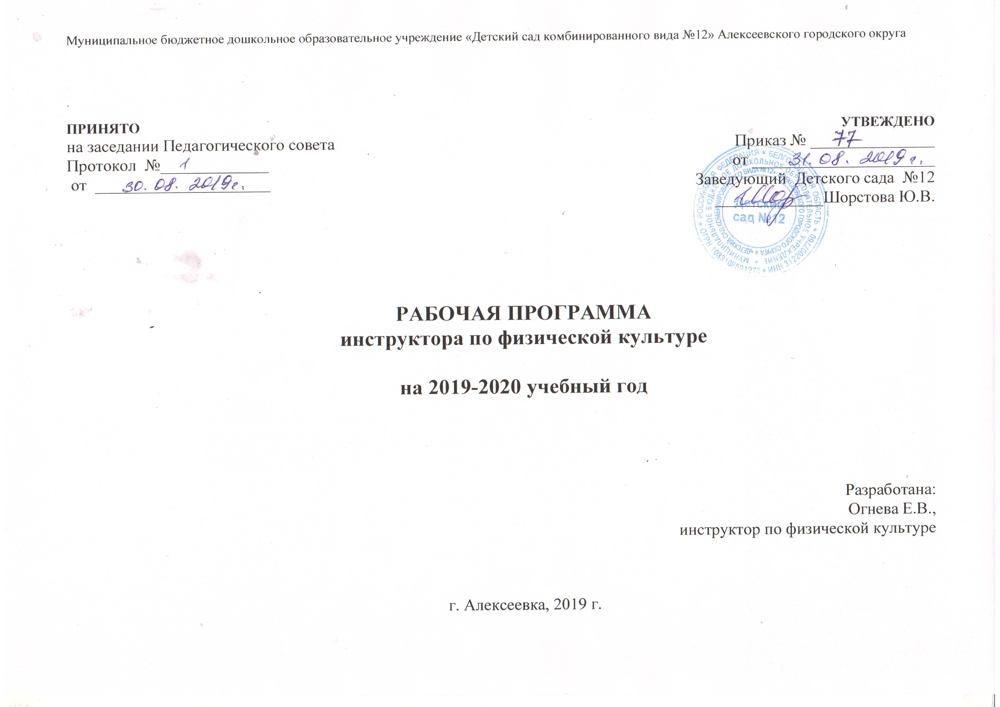 Муниципальное бюджетное дошкольное образовательное учреждение «Детский сад комбинированного вида №12» Алексеевского городского округа
ПРИНЯТО
на заседании Педагогического совета
Протокол № 1
от 30.08.2019г.
УТВЕЖДЕНО
Приказ № 77
от 31.08.2019г.
Заведующий Детского сада №12
Шорстова Ю.В.
* РОССИЙСКАЯ ФЕДЕРАЦИЯ * БЕЛГОРОДСКАЯ ОБЛАСТЬ * ИНН 3122007760 * ОГРН 1033106501273
* МУНИЦИПАЛЬНОЕ БЮДЖЕТНОЕ ДОШКОЛЬНОЕ ОБРАЗОВАТЕЛЬНОЕ УЧРЕЖДЕНИЕ
* «ДЕТСКИЙ САД КОМБИНИРОВАННОГО ВИДА №12» АЛЕКСЕЕВСКОГО ГОРОДСКОГО ОКРУГА
Детский
сад №12
РАБОЧАЯ ПРОГРАММА
инструктора по физической культуре
на 2019-2020 учебный год
Разработана:
Огнева Е.В.,
инструктор по физической культуре
г. Алексеевка, 2019 г.